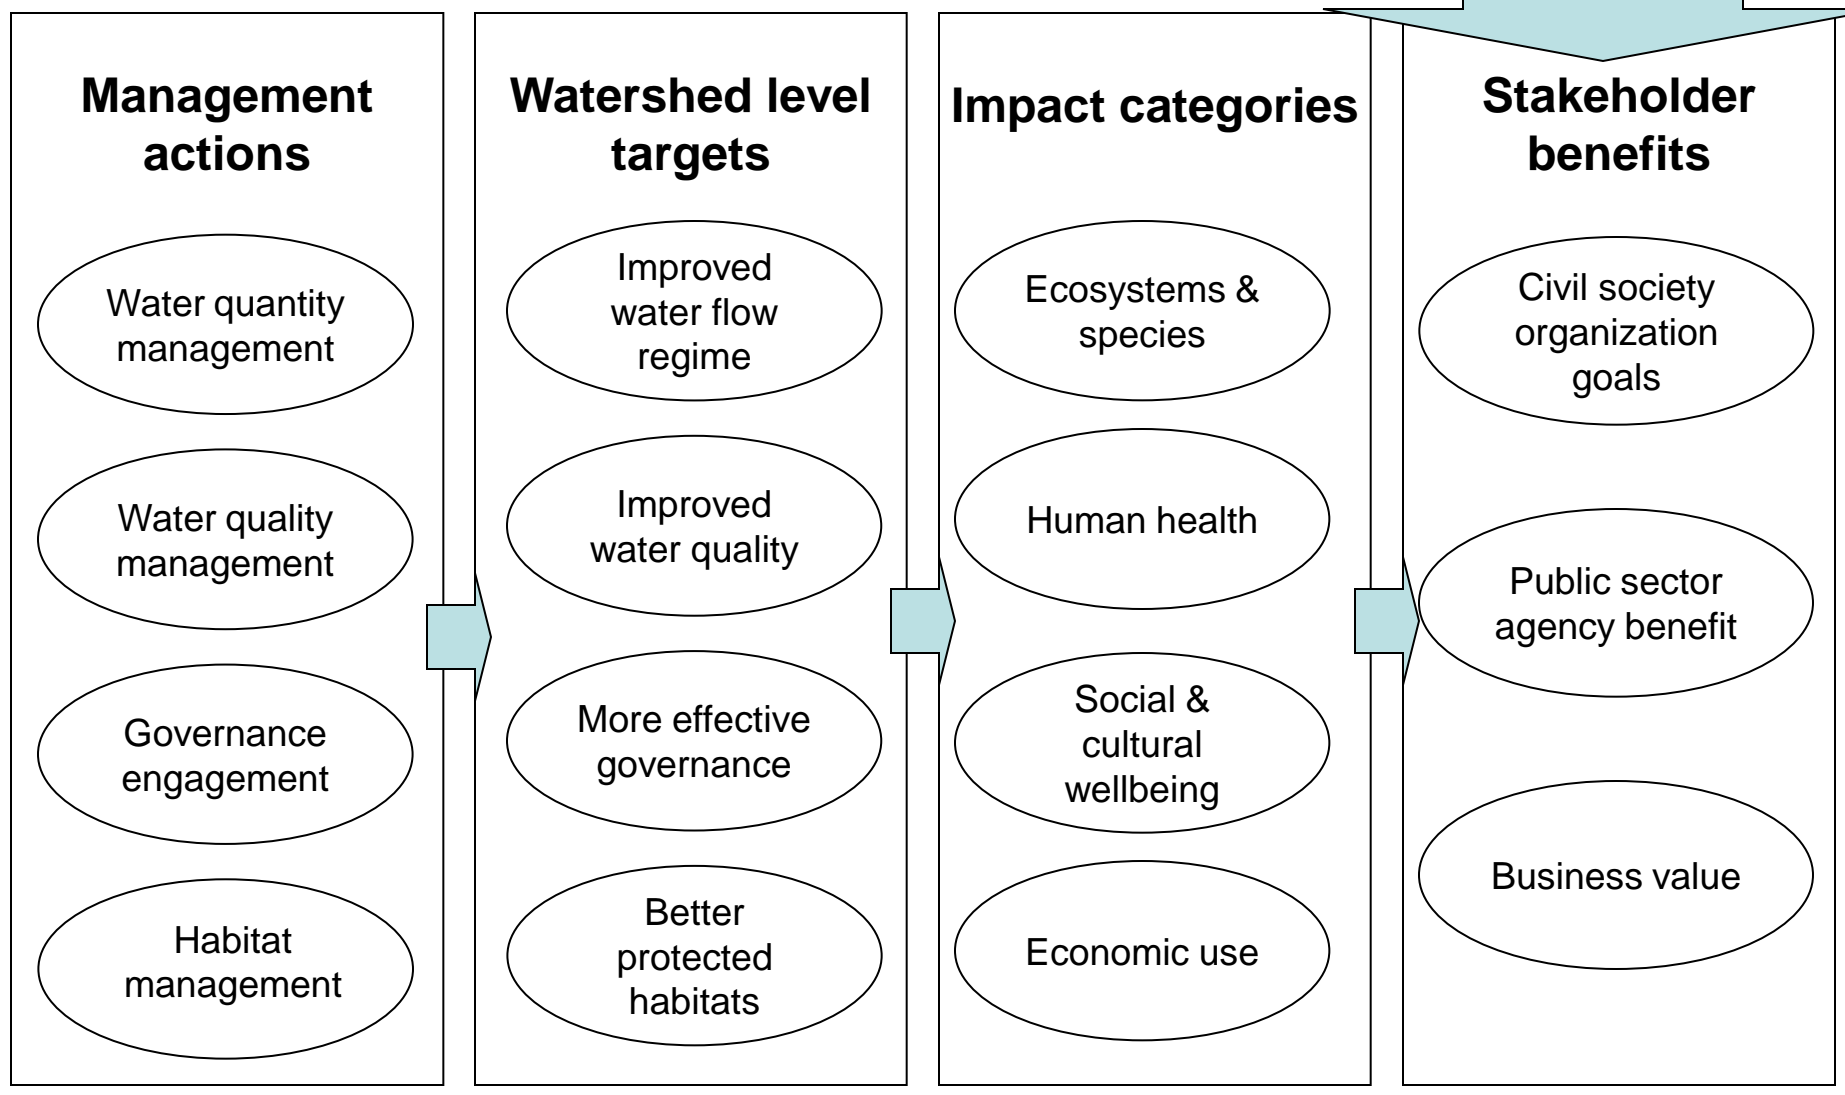 Management
actions
Water quantity
management
Water quality
management
Governance
engagement
Habitat
management
Watershed level
targets
Improved
water flow
regime
Improved
water quality
More effective
governance
Better
protected
habitats
Impact categories
Ecosystems &
species
Human health
Social &
cultural
wellbeing
Economic use
Stakeholder
benefits
Civil society
organization
goals
Public sector
agency benefit
Business value